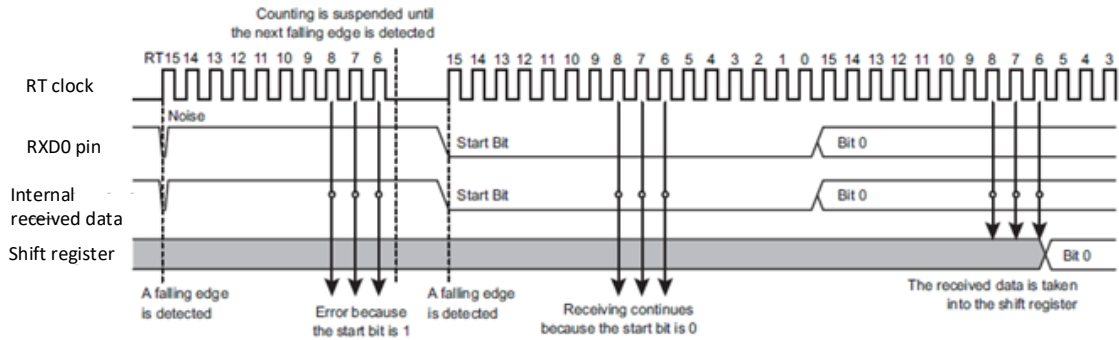 Counting is suspended until
the next falling edge is detected
RT15 14 13 12 11 10 9 8 7 6 15 14 13 12 11 10 9 8 7 6 5 4 3 2 1 0 15 14 13 12 11 10 9 8 7 6 5 4 3
RT clock
Noise
RXD0 pin
Start Bit
Bit 0
Internal
received data
Start Bit
Bit 0
Shift register
Bit 0
A falling edge
is detected
Error because
the start bit is 1
A falling edge
is detected
Receiving continues
because the start bit is 0
The received data is taken
into the shift register